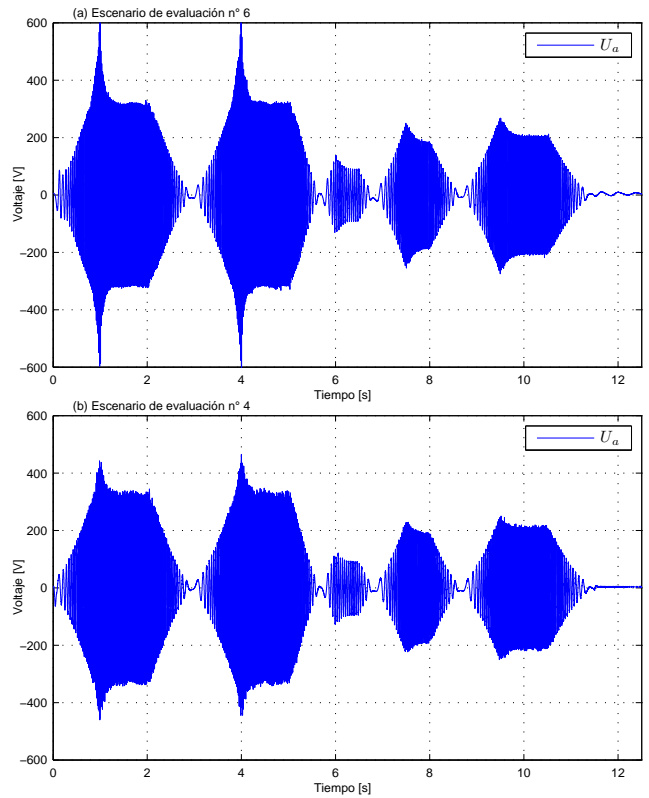 (a) Escenario de evaluación n° 6
600
400
200
0
−200
−400
−600
Voltaje [V]
U_a
0 2 4 6 8 10 12
Tiempo [s]
(b) Escenario de evaluación n° 4
600
400
200
0
−200
−400
−600
Voltaje [V]
U_a
0 2 4 6 8 10 12
Tiempo [s]